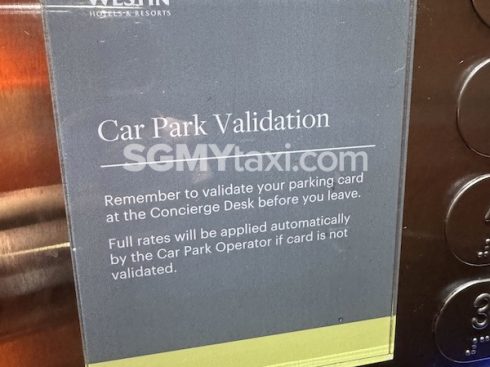 WESTIN
HOTELS & RESORTS
Car Park Validation
SGMYtaxi.com
Remember to validate your parking card
at the Concierge Desk before you leave.
Full rates will be applied automatically
by the Car Park Operator if card is not
validated.
3